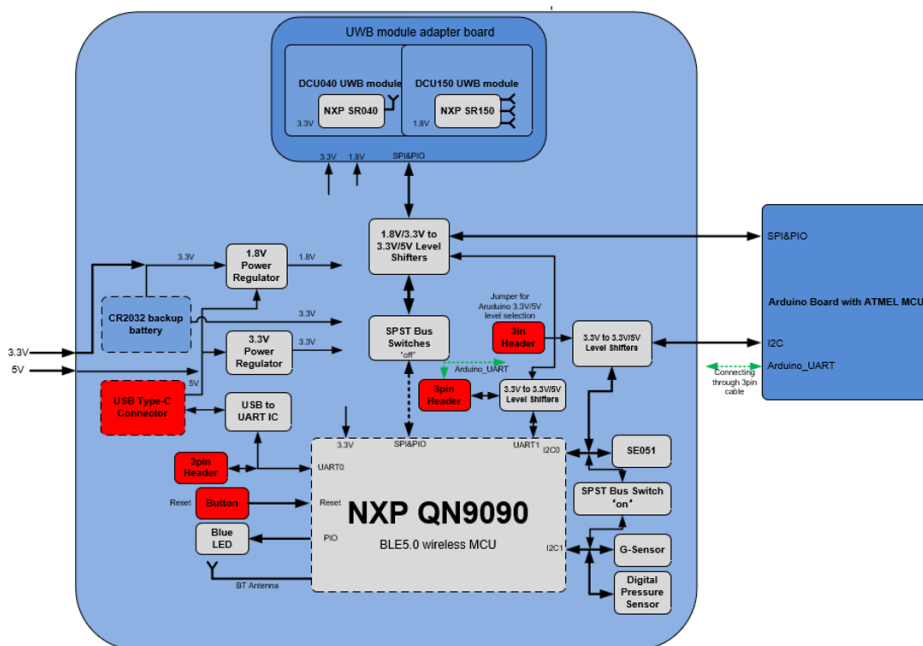 UWB module adapter board
DCU040 UWB module
DCU150 UWB module
NXP SR040
NXP SR150
3.3V
1.8V
3.3V
1.8V
SPI&PIO
1.8V/3.3V to
3.3V/5V Level
Shifters
SPI&PIO
3.3V
1.8V
Power
Regulator
1.8V
Jumper for
Aruduino 3.3V/5V
level selection
3in
Header
3.3V to 3.3V/5V
Level Shifters
Arduino Board with ATMEL MCU
CR2032 backup
battery
3.3V
SPST Bus
Switches
"off"
3.3V
Power
Regulator
3.3V
3.3V
5V
I2C
Arduino_UART
Arduino_UART
Connecting
through 3pin
cable
5V
USB Type-C
Connector
USB to
UART IC
3pin
Header
3.3V to 3.3V/5V
Level Shifters
3.3V
SPI&PIO
UART1
I2C0
SE051
3pin
Header
UART0
SPST Bus Switch
"on"
Reset
Button
Reset
NXP QN9090
BLE5.0 wireless MCU
Blue
LED
PIO
I2C1
G-Sensor
BT Antenna
Digital
Pressure
Sensor